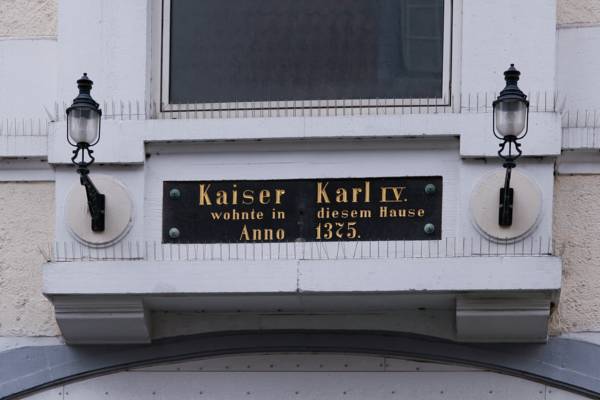 Kaiser Karl IV.
wohnte in diesem Hause
Anno 1375.